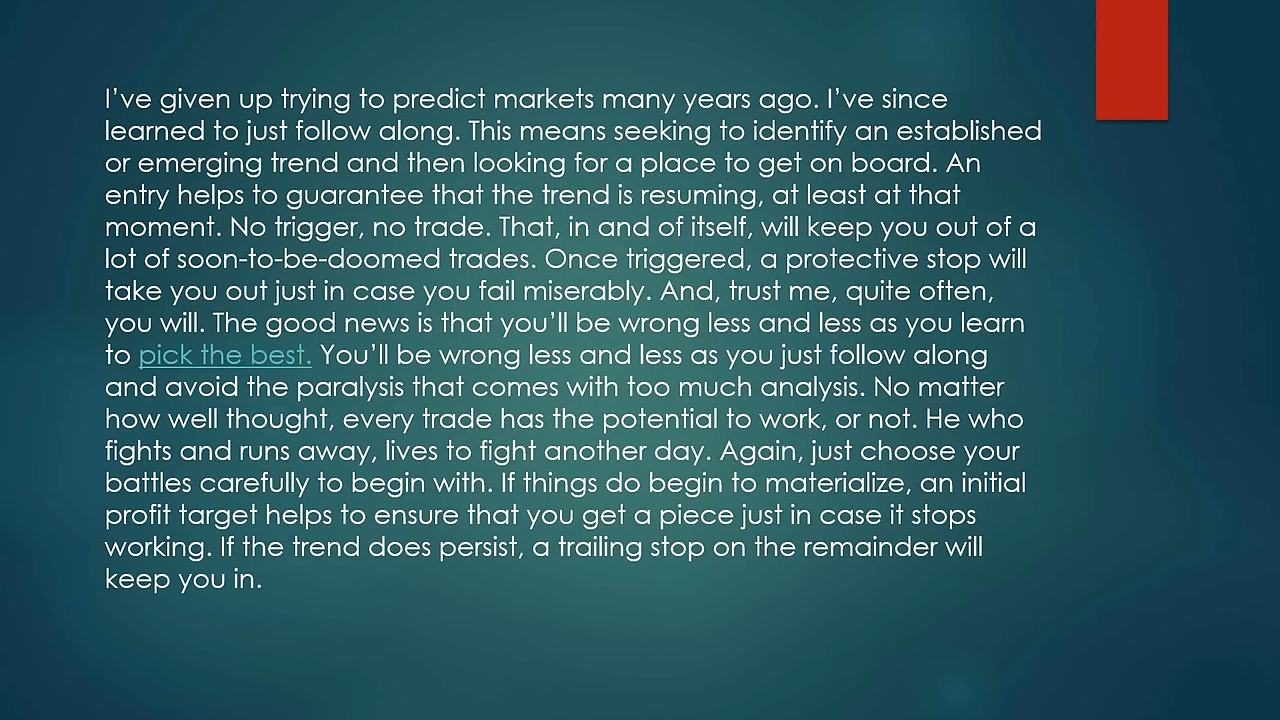 I’ve given up trying to predict markets many years ago. I’ve since
learned to just follow along. This means seeking to identify an established
or emerging trend and then looking for a place to get on board. An
entry helps to guarantee that the trend is resuming, at least at that
moment. No trigger, no trade. That, in and of itself, will keep you out of a
lot of soon-to-be-doomed trades. Once triggered, a protective stop will
take you out just in case you fail miserably. And, trust me, quite often,
you will. The good news is that you’ll be wrong less and less as you learn
to pick the best. You’ll be wrong less and less as you just follow along
and avoid the paralysis that comes with too much analysis. No matter
how well thought, every trade has the potential to work, or not. He who
fights and runs away, lives to fight another day. Again, just choose your
battles carefully to begin with. If things do begin to materialize, an initial
profit target helps to ensure that you get a piece just in case it stops
working. If the trend does persist, a trailing stop on the remainder will
keep you in.